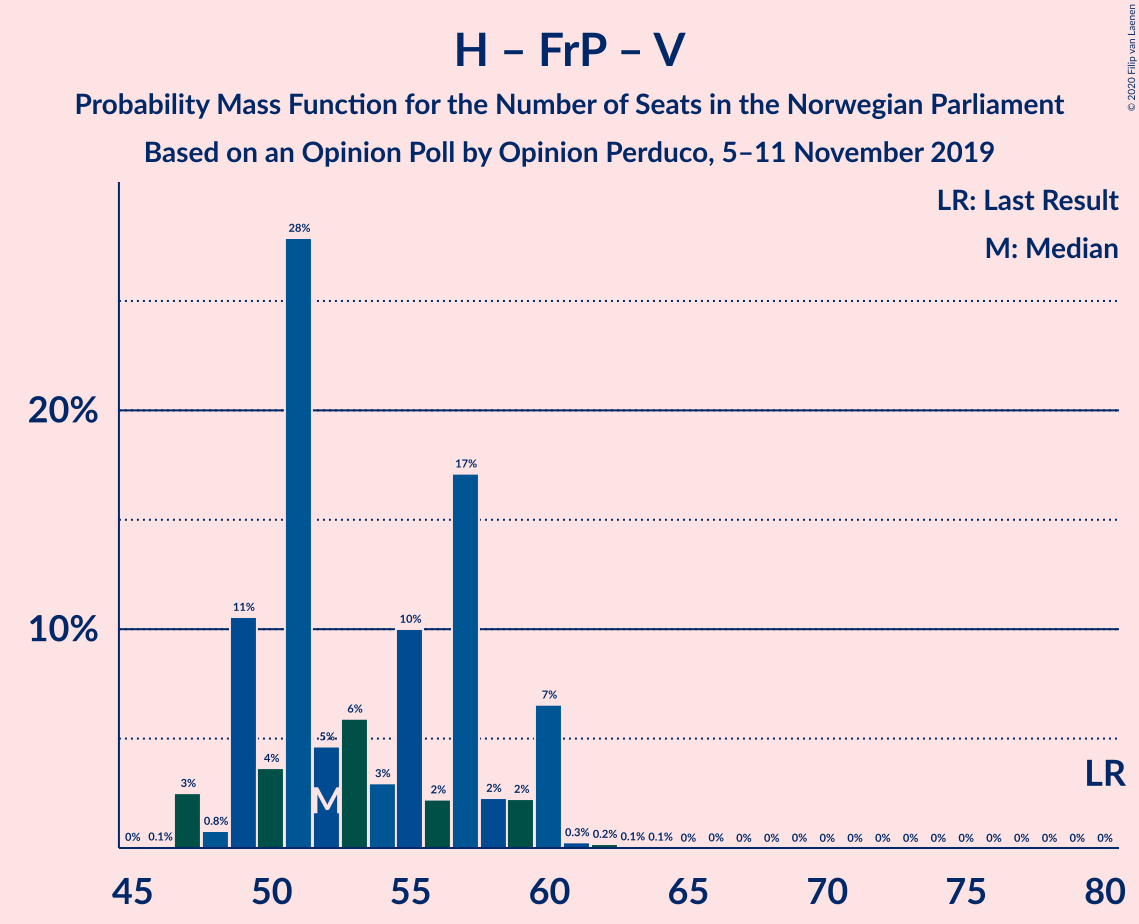 H – FrP – V
Probability Mass Function for the Number of Seats in the Norwegian Parliament
Based on an Opinion Poll by Opinion Perduco, 5–11 November 2019
© 2020 Filip van Laenen
LR: Last Result
M: Median
28%
20%
17%
11%
10%
10%
7%
6%
5%
4%
3%
3%
2%
2%
2%
LR
M
0% 0.1% 0.8% 0.3% 0.2% 0.1% 0.1% 0% 0% 0% 0% 0% 0% 0% 0% 0% 0% 0% 0% 0% 0% 0% 0%
45 50 55 60 65 70 75 80